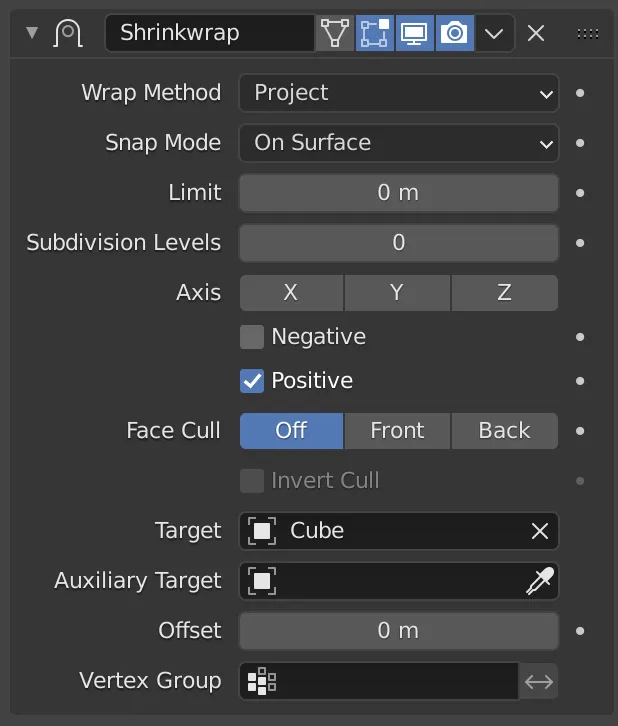 Shrinkwrap
Wrap Method Project
Snap Mode On Surface
Limit 0 m
Subdivision Levels 0
Axis X Y Z
Negative
Positive
Face Cull Off Front Back
Invert Cull
Target Cube
Auxiliary Target
Offset 0 m
Vertex Group